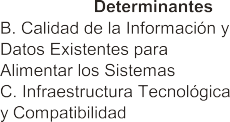 Determinantes
B. Calidad de la Información y
Datos Existentes para
Alimentar los Sistemas
C. Infraestructura Tecnológica
y Compatibilidad